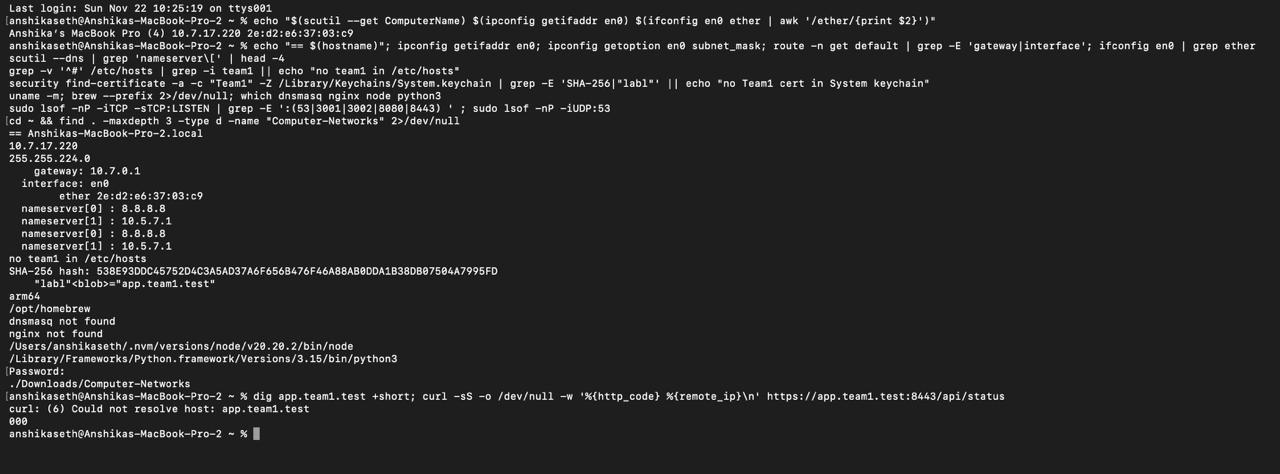 Last login: Sun Nov 22 10:25:19 on ttys001
[anshikaseth@Anshikas-MacBook-Pro-2 ~ % echo "$(scutil --get ComputerName) $(ipconfig getifaddr en0) $(ifconfig en0 ether | awk '/ether/{print $2}')"
Anshika's MacBook Pro (4) 10.7.17.220 2e:d2:e6:37:03:c9
anshikaseth@Anshikas-MacBook-Pro-2 ~ % echo "== $(hostname)"; ipconfig getifaddr en0; ipconfig getoption en0 subnet_mask; route -n get default | grep -E 'gateway|interface'; ifconfig en0 | grep ether
scutil --dns | grep 'nameserver\[' | head -4
grep -v '^#' /etc/hosts | grep -i team1 || echo "no team1 in /etc/hosts"
security find-certificate -a -c "Team1" -Z /Library/Keychains/System.keychain | grep -E 'SHA-256|"labl"' || echo "no Team1 cert in System keychain"
uname -m; brew --prefix 2>/dev/null; which dnsmasq nginx node python3
sudo lsof -nP -iTCP -sTCP:LISTEN | grep -E ':(53|3001|3002|8080|8443) ' ; sudo lsof -nP -iUDP:53
[cd ~ && find . -maxdepth 3 -type d -name "Computer-Networks" 2>/dev/null
== Anshikas-MacBook-Pro-2.local
10.7.17.220
255.255.224.0
gateway: 10.7.0.1
interface: en0
ether 2e:d2:e6:37:03:c9
nameserver[0] : 8.8.8.8
nameserver[1] : 10.5.7.1
nameserver[0] : 8.8.8.8
nameserver[1] : 10.5.7.1
no team1 in /etc/hosts
SHA-256 hash: 538E93DDC45752D4C3A5AD37A6F656B476F46A88AB0DDA1B38DB07504A7995FD
"labl"<blob>="app.team1.test"
arm64
/opt/homebrew
dnsmasq not found
nginx not found
/Users/anshikaseth/.nvm/versions/node/v20.20.2/bin/node
/Library/Frameworks/Python.framework/Versions/3.15/bin/python3
[Password:
./Downloads/Computer-Networks
[anshikaseth@Anshikas-MacBook-Pro-2 ~ % dig app.team1.test +short; curl -sS -o /dev/null -w '%{http_code} %{remote_ip}\n' https://app.team1.test:8443/api/status
curl: (6) Could not resolve host: app.team1.test
000
anshikaseth@Anshikas-MacBook-Pro-2 ~ %